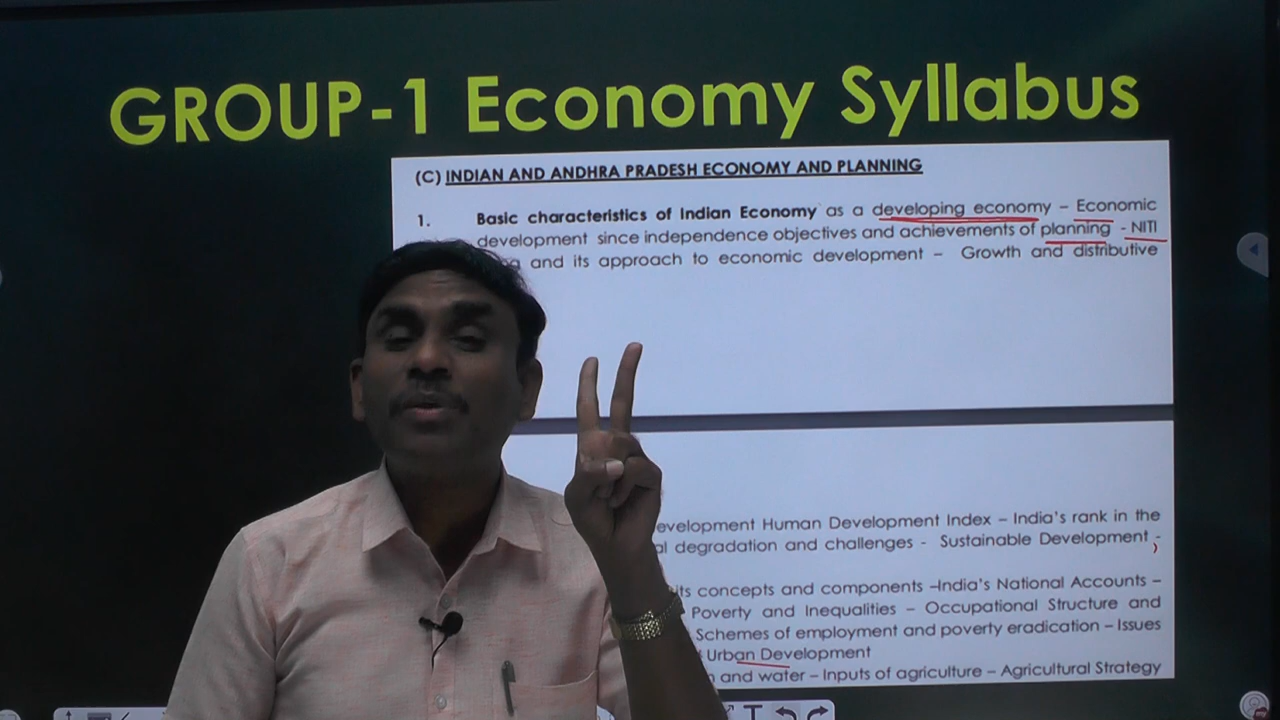 GROUP-1 Economy Syllabus
(C) INDIAN AND ANDHRA PRADESH ECONOMY AND PLANNING
1. Basic characteristics of Indian Economy as a developing economy – Economic
development since independence objectives and achievements of planning - NITI
and its approach to economic development – Growth and distributive
Human Development Index – India's rank in the
degradation and challenges - Sustainable Development -
its concepts and components –India's National Accounts –
Poverty and Inequalities – Occupational Structure and
Schemes of employment and poverty eradication – Issues
Urban Development
and water – Inputs of agriculture – Agricultural Strategy